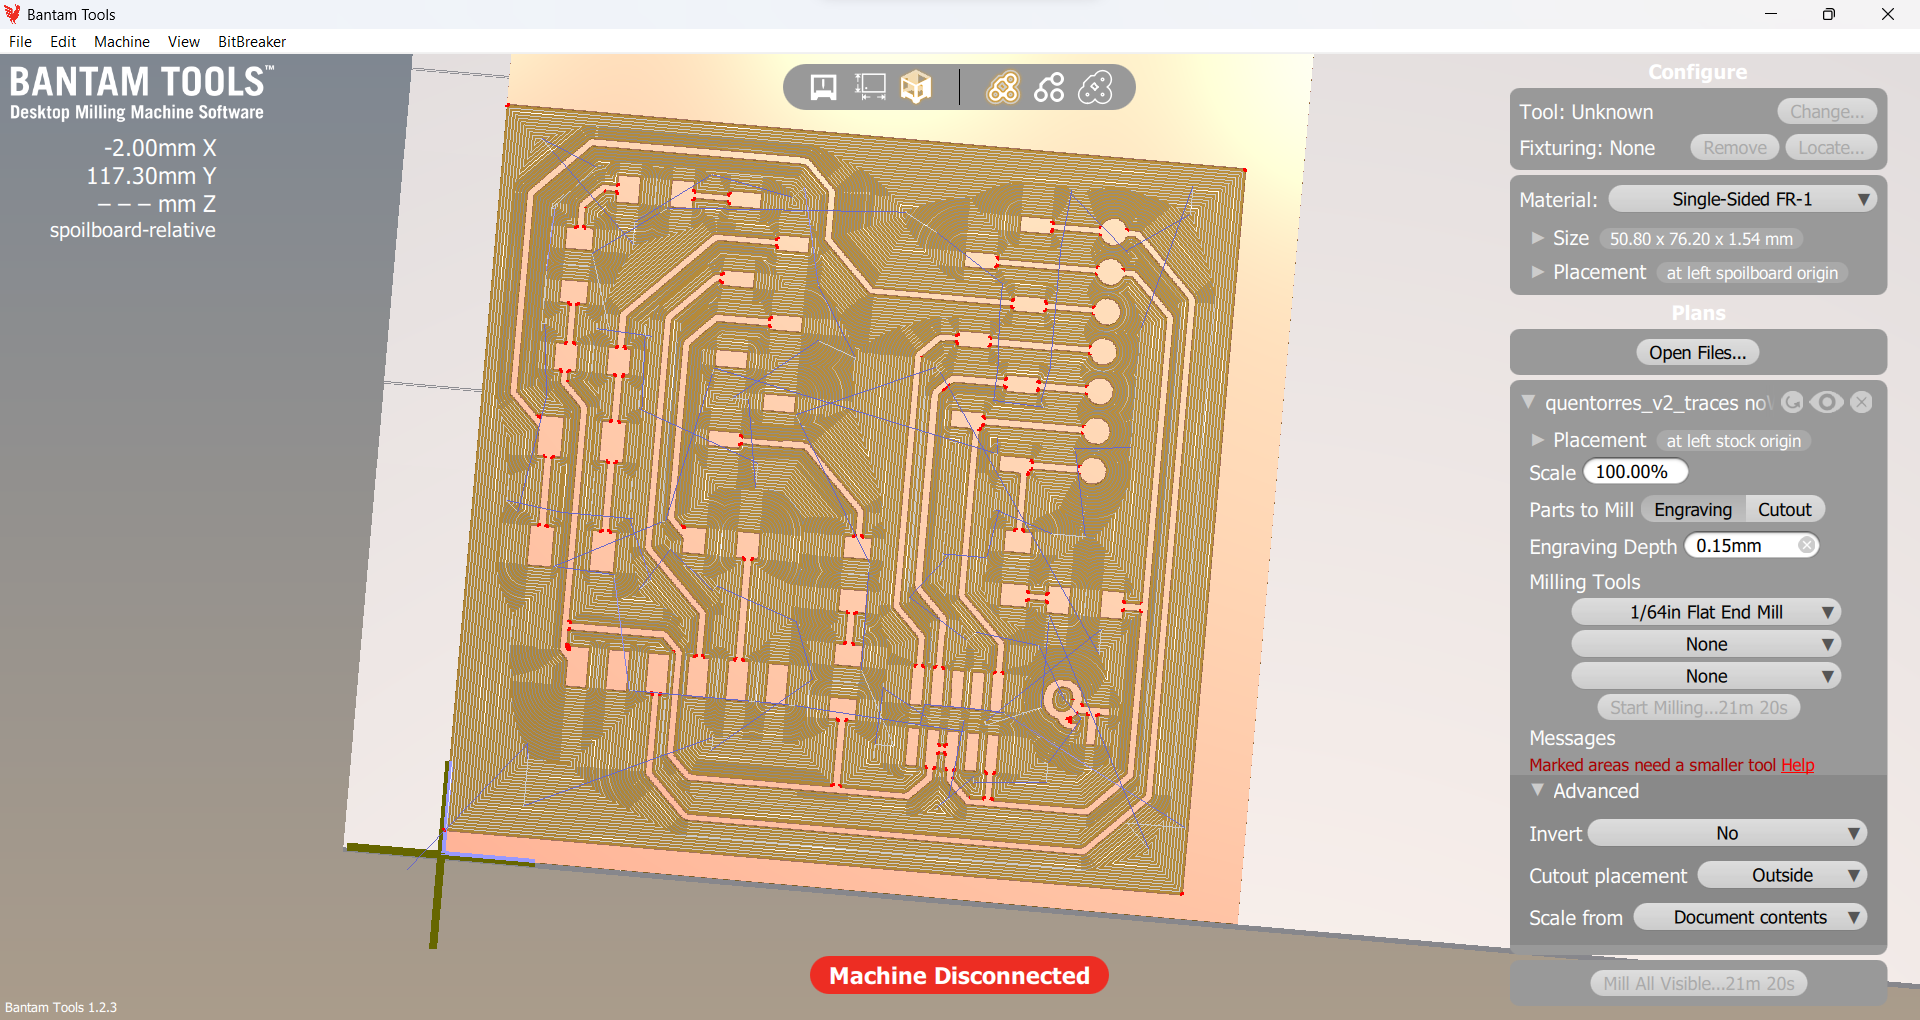 Bantam Tools
File Edit Machine View BitBreaker
BANTAM TOOLS™
Desktop Milling Machine Software
-2.00mm X
117.30mm Y
– – – mm Z
spoilboard-relative
Configure
Tool: Unknown Change...
Fixturing: None Remove Locate...
Material: Single-Sided FR-1
Size 50.80 x 76.20 x 1.54 mm
Placement at left spoilboard origin
Plans
Open Files...
quentorres_v2_traces no
Placement at left stock origin
Scale 100.00%
Parts to Mill Engraving Cutout
Engraving Depth 0.15mm
Milling Tools
1/64in Flat End Mill
None
None
Start Milling...21m 20s
Messages
Marked areas need a smaller tool Help
Advanced
Invert No
Cutout placement Outside
Scale from Document contents
Machine Disconnected
Mill All Visible...21m 20s
Bantam Tools 1.2.3